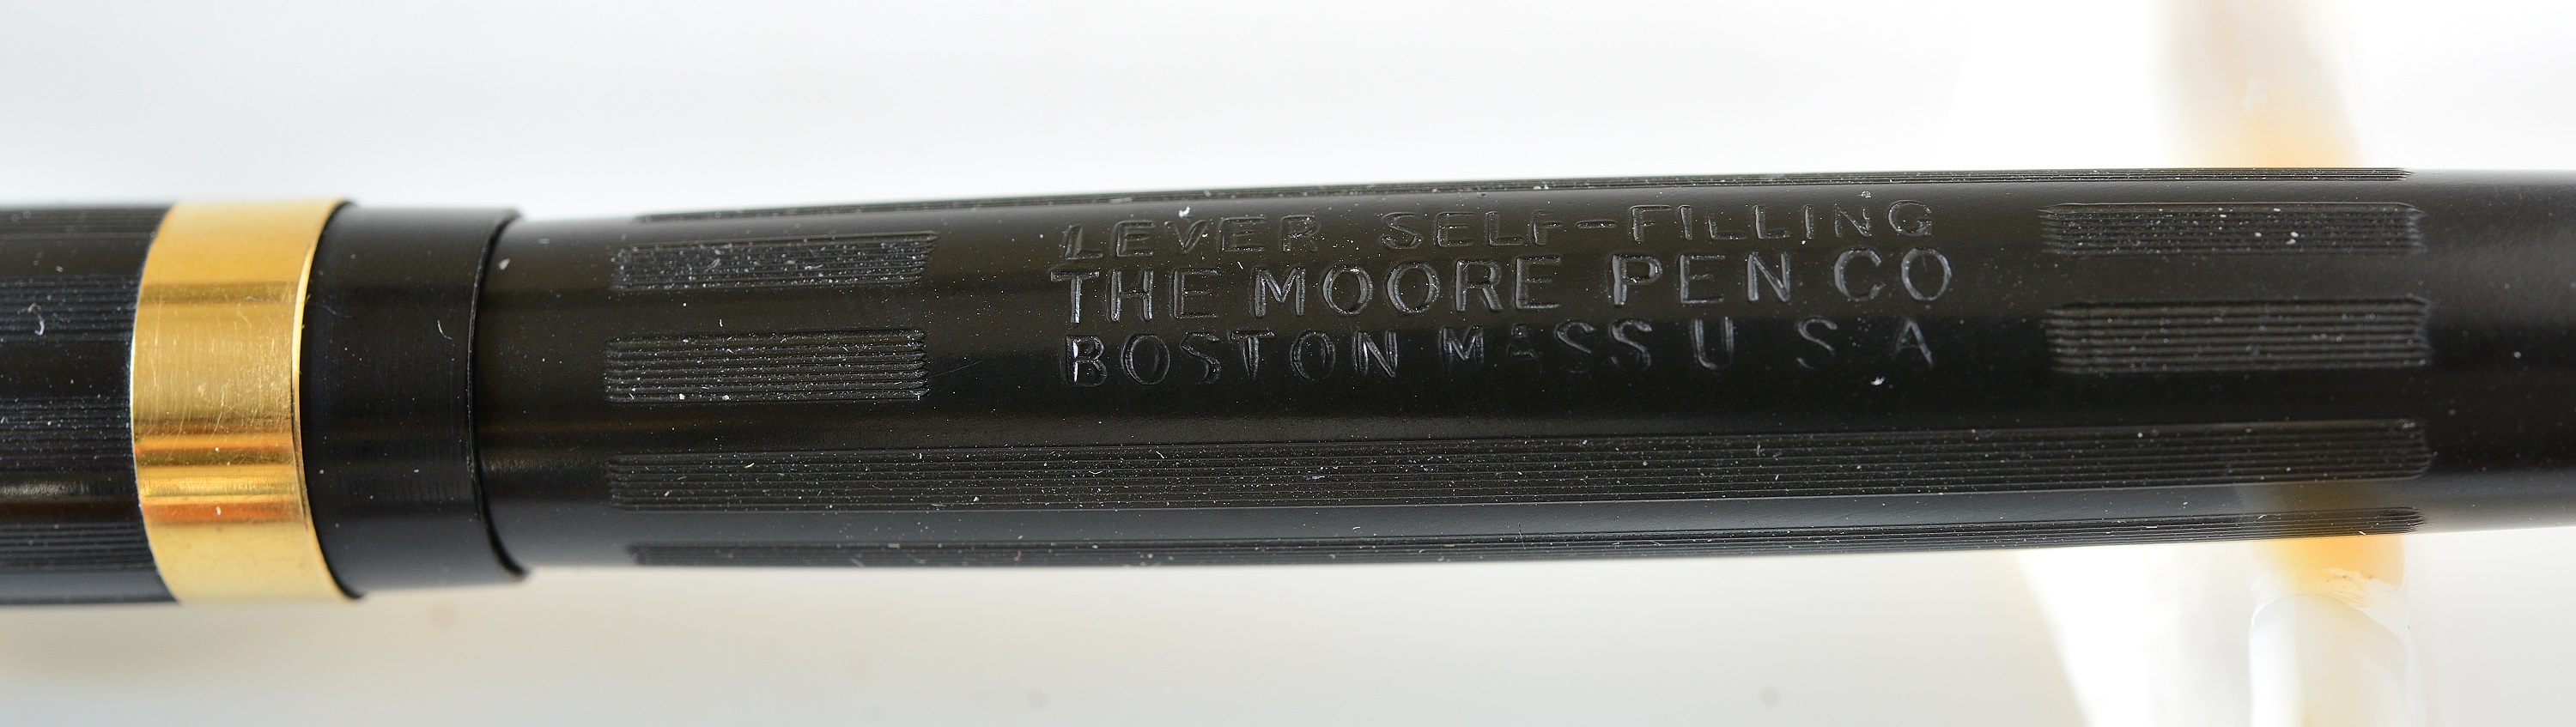 LEVER SELF-FILLING
THE MOORE PEN CO
BOSTON MASS U S A